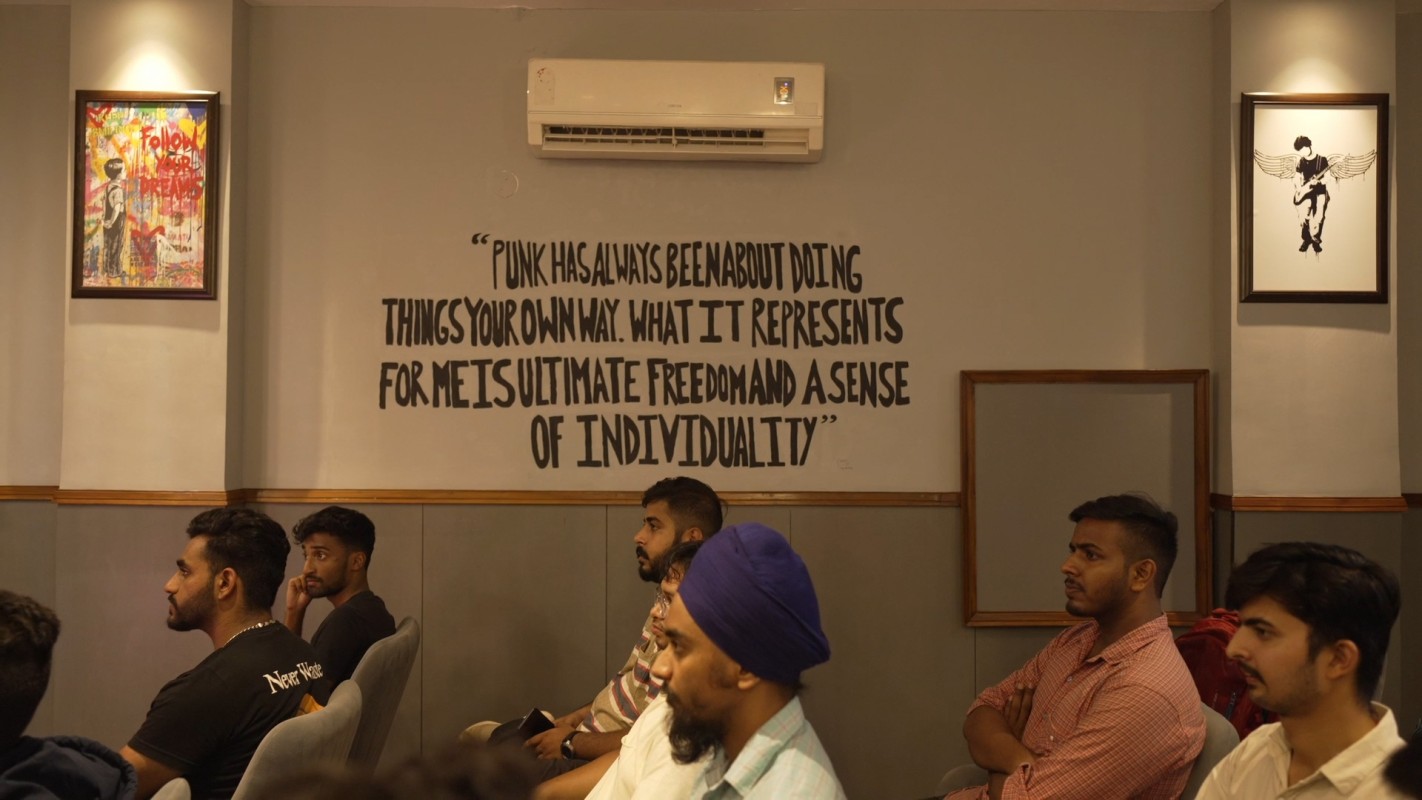 FOLLOW
YOUR
DREAMS
“PUNK HAS ALWAYS BEEN ABOUT DOING
THINGS YOUR OWN WAY. WHAT IT REPRESENTS
FOR ME IS ULTIMATE FREEDOM AND A SENSE
OF INDIVIDUALITY”
Never Waste